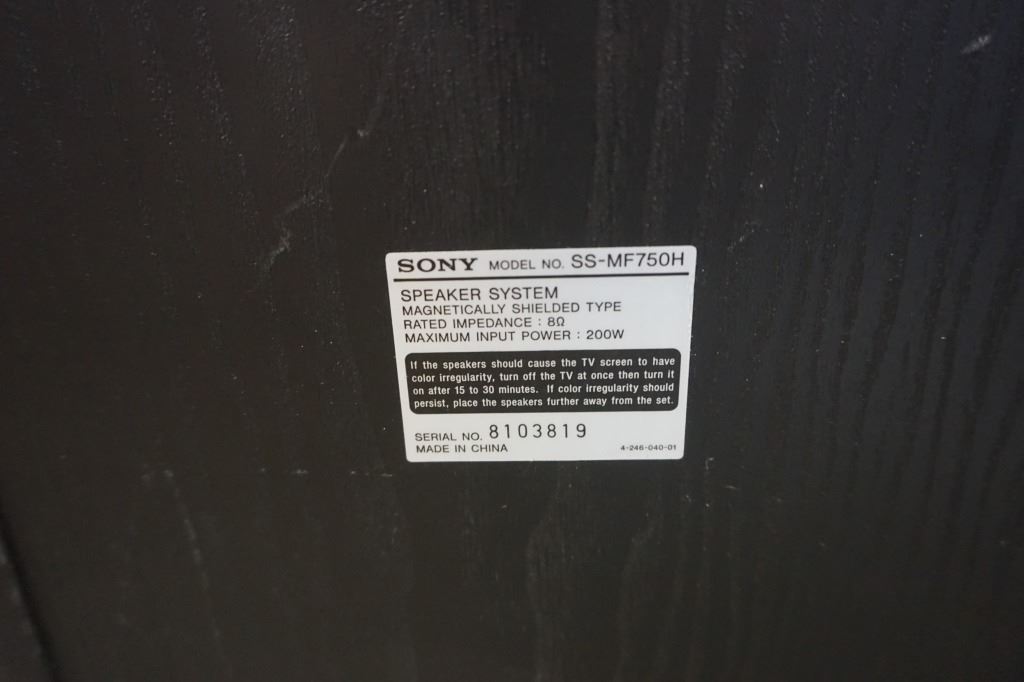 SONY MODEL NO. SS-MF750H
SPEAKER SYSTEM
MAGNETICALLY SHIELDED TYPE
RATED IMPEDANCE : 8Ω
MAXIMUM INPUT POWER : 200W
If the speakers should cause the TV screen to have
color irregularity, turn off the TV at once then turn it
on after 15 to 30 minutes. If color irregularity should
persist, place the speakers further away from the set.
SERIAL NO. 8103819
MADE IN CHINA 4-246-040-01